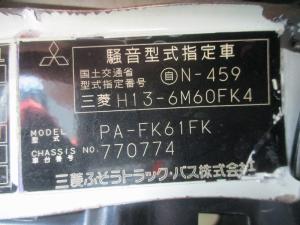 騒音型式指定車
国土交通省
型式指定番号 自N-459
三菱 H13-6M60FK4
MODEL
型式 PA-FK61FK
CHASSIS NO.
車台番号 770774
三菱ふそうトラック・バス株式会社